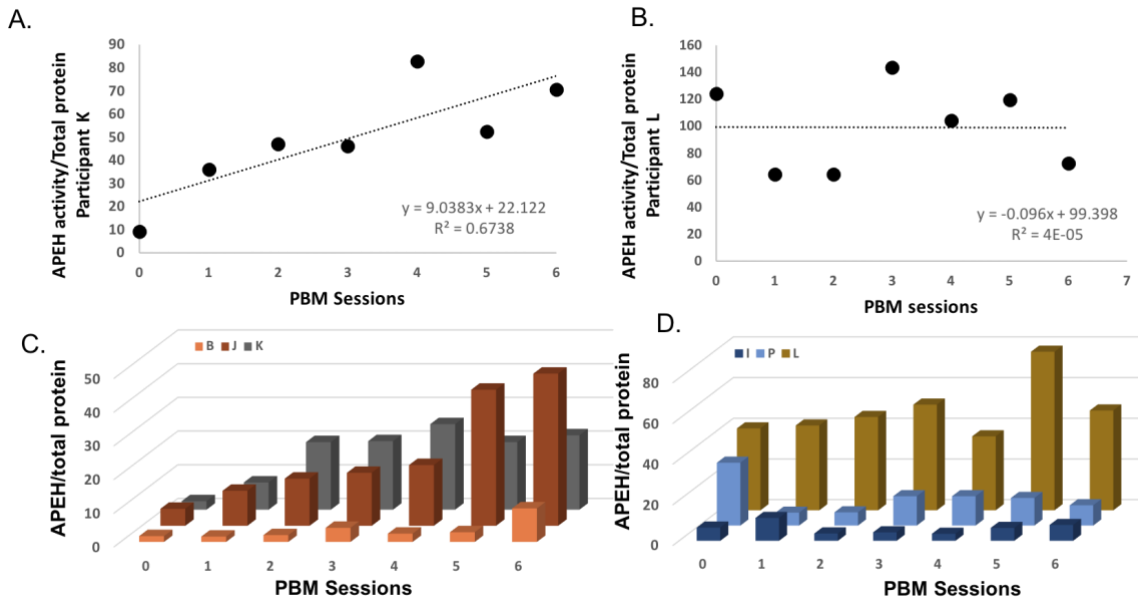 A.
APEH activity/Total protein
Participant K
90
80
70
60
50
40
30
20
10
0
0 1 2 3 4 5 6
y = 9.0383x + 22.122
R² = 0.6738
PBM Sessions
B.
APEH activity/Total protein
Participant L
160
140
120
100
80
60
40
20
0
0 1 2 3 4 5 6 7
y = -0.096x + 99.398
R² = 4E-05
PBM sessions
C.
B J K
APEH/total protein
50
40
30
20
10
0
0 1 2 3 4 5 6
PBM Sessions
D.
I P L
APEH/total protein
80
60
40
20
0
0 1 2 3 4 5 6
PBM Sessions